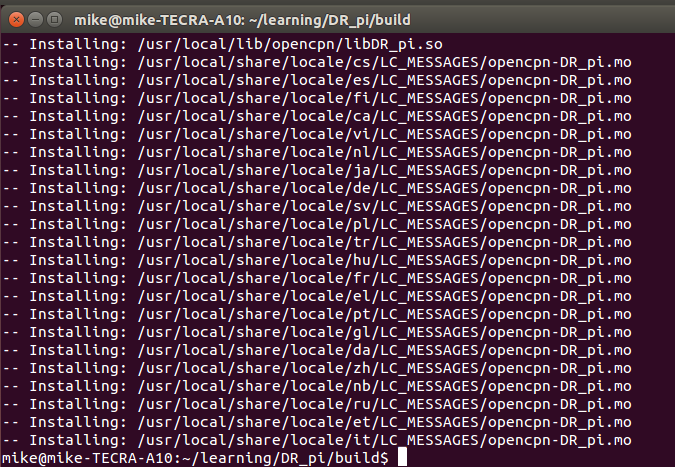 mike@mike-TECRA-A10: ~/learning/DR_pi/build
-- Installing: /usr/local/lib/opencpn/libDR_pi.so
-- Installing: /usr/local/share/locale/cs/LC_MESSAGES/opencpn-DR_pi.mo
-- Installing: /usr/local/share/locale/es/LC_MESSAGES/opencpn-DR_pi.mo
-- Installing: /usr/local/share/locale/fi/LC_MESSAGES/opencpn-DR_pi.mo
-- Installing: /usr/local/share/locale/ca/LC_MESSAGES/opencpn-DR_pi.mo
-- Installing: /usr/local/share/locale/vi/LC_MESSAGES/opencpn-DR_pi.mo
-- Installing: /usr/local/share/locale/nl/LC_MESSAGES/opencpn-DR_pi.mo
-- Installing: /usr/local/share/locale/ja/LC_MESSAGES/opencpn-DR_pi.mo
-- Installing: /usr/local/share/locale/de/LC_MESSAGES/opencpn-DR_pi.mo
-- Installing: /usr/local/share/locale/sv/LC_MESSAGES/opencpn-DR_pi.mo
-- Installing: /usr/local/share/locale/pl/LC_MESSAGES/opencpn-DR_pi.mo
-- Installing: /usr/local/share/locale/tr/LC_MESSAGES/opencpn-DR_pi.mo
-- Installing: /usr/local/share/locale/hu/LC_MESSAGES/opencpn-DR_pi.mo
-- Installing: /usr/local/share/locale/fr/LC_MESSAGES/opencpn-DR_pi.mo
-- Installing: /usr/local/share/locale/el/LC_MESSAGES/opencpn-DR_pi.mo
-- Installing: /usr/local/share/locale/pt/LC_MESSAGES/opencpn-DR_pi.mo
-- Installing: /usr/local/share/locale/gl/LC_MESSAGES/opencpn-DR_pi.mo
-- Installing: /usr/local/share/locale/da/LC_MESSAGES/opencpn-DR_pi.mo
-- Installing: /usr/local/share/locale/zh/LC_MESSAGES/opencpn-DR_pi.mo
-- Installing: /usr/local/share/locale/nb/LC_MESSAGES/opencpn-DR_pi.mo
-- Installing: /usr/local/share/locale/ru/LC_MESSAGES/opencpn-DR_pi.mo
-- Installing: /usr/local/share/locale/et/LC_MESSAGES/opencpn-DR_pi.mo
-- Installing: /usr/local/share/locale/it/LC_MESSAGES/opencpn-DR_pi.mo
mike@mike-TECRA-A10:~/learning/DR_pi/build$